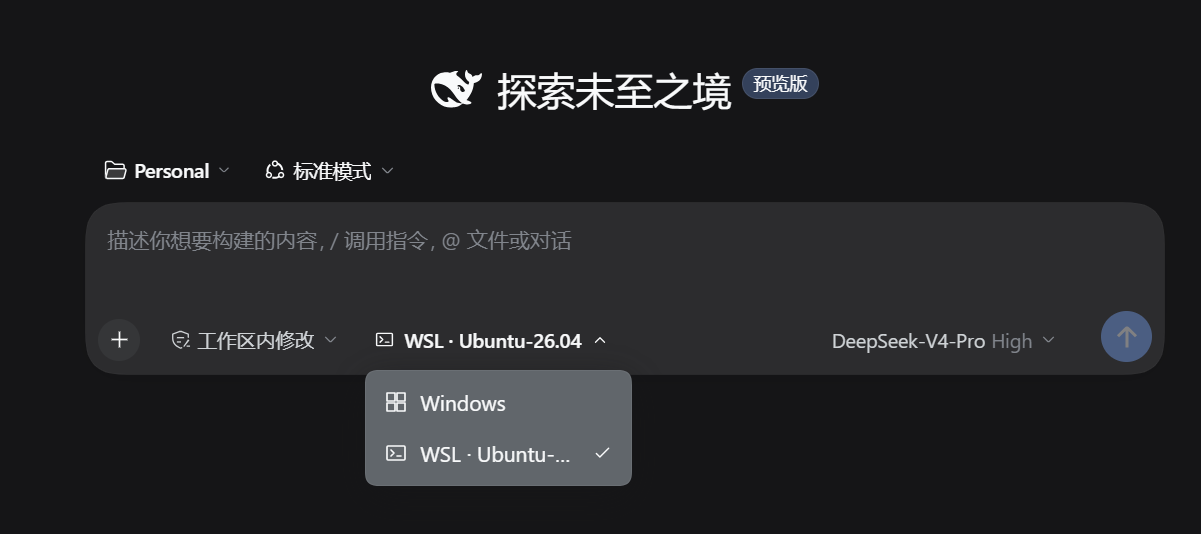 探索未至之境 预览版
Personal 标准模式
描述你想要构建的内容, / 调用指令, @ 文件或对话
工作区内修改 WSL · Ubuntu-26.04 DeepSeek-V4-Pro High
Windows
WSL · Ubuntu-...